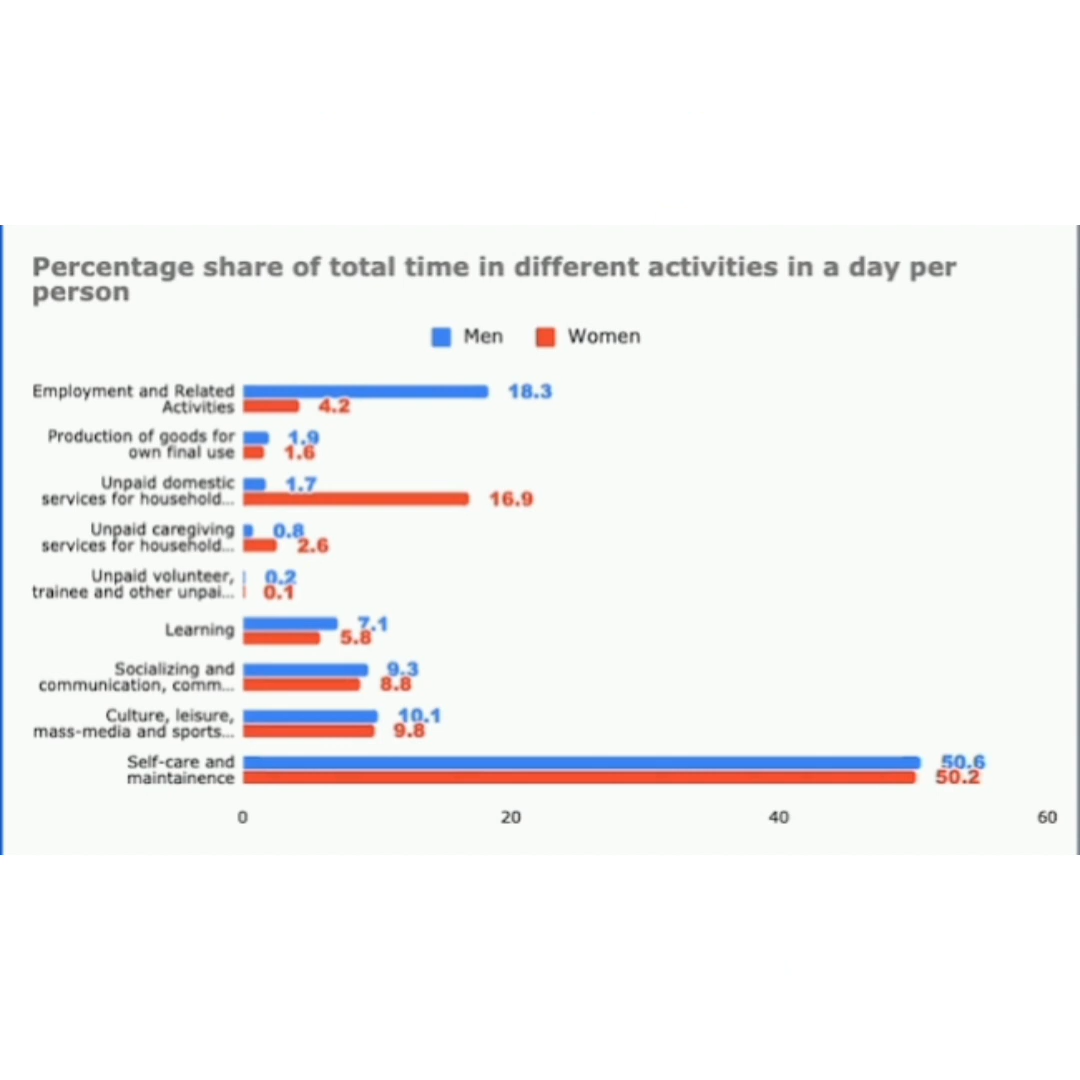 Percentage share of total time in different activities in a day per
person
Men Women
Employment and Related
Activities
18.3
4.2
Production of goods for
own final use
1.9
1.6
Unpaid domestic
services for household...
1.7
16.9
Unpaid caregiving
services for household...
0.8
2.6
Unpaid volunteer,
trainee and other unpai...
0.2
0.1
Learning
7.1
5.8
Socializing and
communication, comm...
9.3
8.8
Culture, leisure,
mass-media and sports...
10.1
9.8
Self-care and
maintainence
50.6
50.2
0 20 40 60